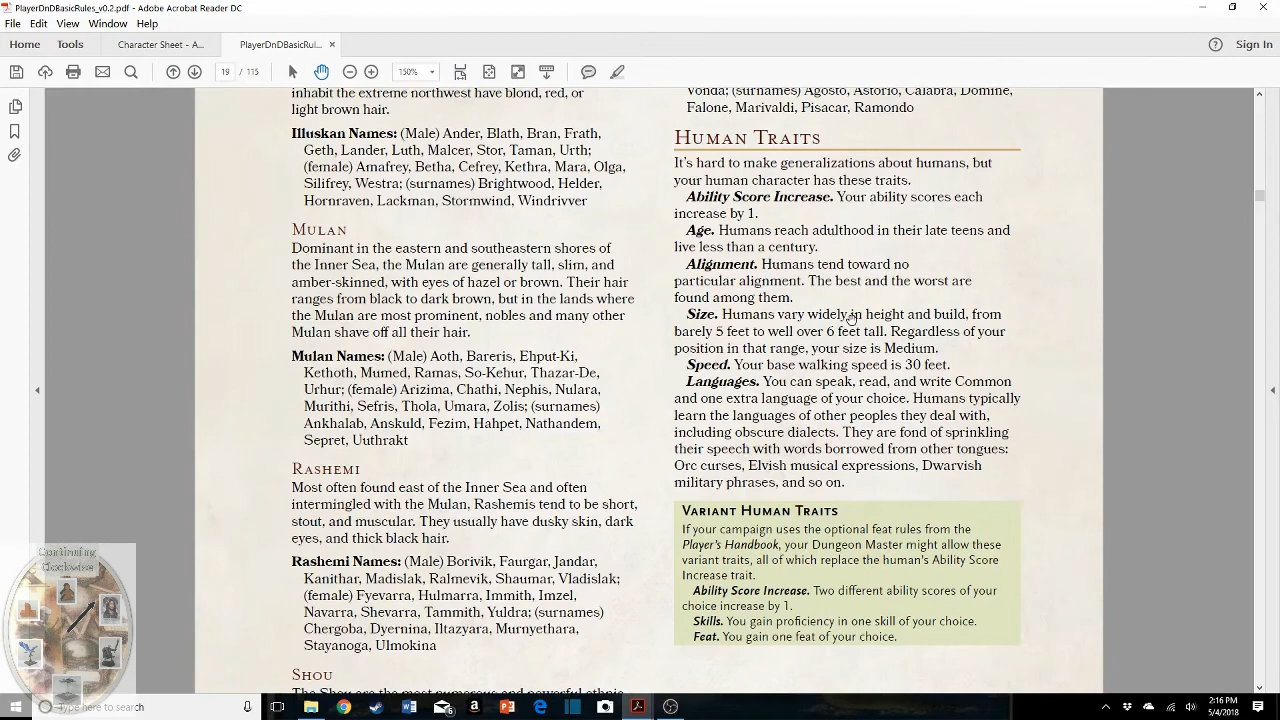 PlayerDnDBasicRules_v0.2.pdf - Adobe Acrobat Reader DC
File Edit View Window Help
Home Tools Character Sheet - A... PlayerDnDBasicRul... × Sign In
19 / 115 150%
inhabit the extreme northwest have blond, red, or
light brown hair.
Illuskan Names: (Male) Ander, Blath, Bran, Frath,
Geth, Lander, Luth, Malcer, Stor, Taman, Urth;
(female) Amafrey, Betha, Cefrey, Kethra, Mara, Olga,
Silifrey, Westra; (surnames) Brightwood, Helder,
Hornraven, Lackman, Stormwind, Windrivver
Mulan
Dominant in the eastern and southeastern shores of
the Inner Sea, the Mulan are generally tall, slim, and
amber-skinned, with eyes of hazel or brown. Their hair
ranges from black to dark brown, but in the lands where
the Mulan are most prominent, nobles and many other
Mulan shave off all their hair.
Mulan Names: (Male) Aoth, Bareris, Ehput-Ki,
Kethoth, Mumed, Ramas, So-Kehur, Thazar-De,
Urhur; (female) Arizima, Chathi, Nephis, Nulara,
Murithi, Sefris, Thola, Umara, Zolis; (surnames)
Ankhalab, Anskuld, Fezim, Hahpet, Nathandem,
Sepret, Uuthrakt
Rashemi
Most often found east of the Inner Sea and often
intermingled with the Mulan, Rashemis tend to be short,
stout, and muscular. They usually have dusky skin, dark
eyes, and thick black hair.
Rashemi Names: (Male) Borivik, Faurgar, Jandar,
Kanithar, Madislak, Ralmevik, Shaumar, Vladislak;
(female) Fyevarra, Hulmarra, Immith, Imzel,
Navarra, Shevarra, Tammith, Yuldra; (surnames)
Chergoba, Dyernina, Iltazyara, Murnyethara,
Stayanoga, Ulmokina
Shou
The Shou are the most numerous and powerful ethnic
Vonda; (surnames) Agosto, Astorio, Calabra, Domine,
Falone, Marivaldi, Pisacar, Ramondo
Human Traits
It's hard to make generalizations about humans, but
your human character has these traits.
Ability Score Increase. Your ability scores each
increase by 1.
Age. Humans reach adulthood in their late teens and
live less than a century.
Alignment. Humans tend toward no
particular alignment. The best and the worst are
found among them.
Size. Humans vary widely in height and build, from
barely 5 feet to well over 6 feet tall. Regardless of your
position in that range, your size is Medium.
Speed. Your base walking speed is 30 feet.
Languages. You can speak, read, and write Common
and one extra language of your choice. Humans typically
learn the languages of other peoples they deal with,
including obscure dialects. They are fond of sprinkling
their speech with words borrowed from other tongues:
Orc curses, Elvish musical expressions, Dwarvish
military phrases, and so on.
Variant Human Traits
If your campaign uses the optional feat rules from the
Player's Handbook, your Dungeon Master might allow these
variant traits, all of which replace the human's Ability Score
Increase trait.
Ability Score Increase. Two different ability scores of your
choice increase by 1.
Skills. You gain proficiency in one skill of your choice.
Feat. You gain one feat of your choice.
Continuing
Clockwise
Type here to search
2:16 PM
5/4/2018